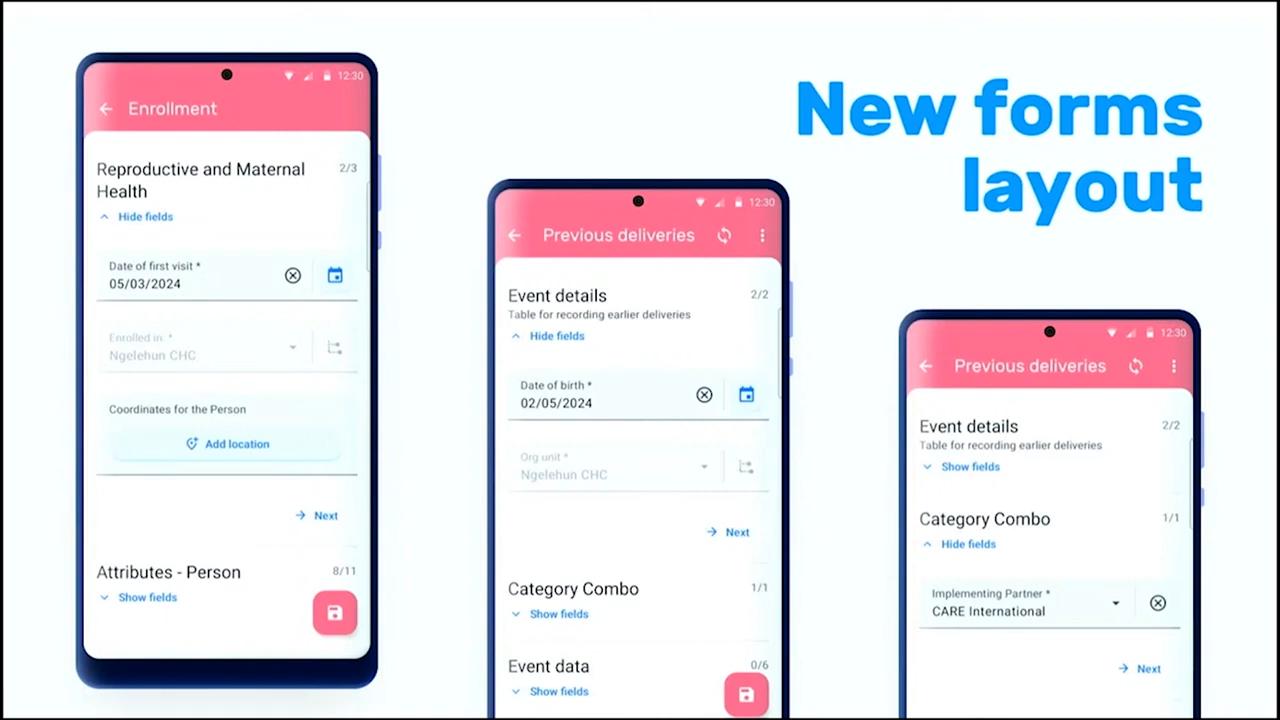 New forms
layout
12:30
Enrollment
Reproductive and Maternal
Health
2/3
Hide fields
Date of first visit *
05/03/2024
Enrolled in: *
Ngelehun CHC
Coordinates for the Person
Add location
Next
Attributes - Person
8/11
Show fields
12:30
Previous deliveries
Event details
2/2
Table for recording earlier deliveries
Hide fields
Date of birth *
02/05/2024
Org unit *
Ngelehun CHC
Next
Category Combo
1/1
Show fields
Event data
0/6
Show fields
12:30
Previous deliveries
Event details
2/2
Table for recording earlier deliveries
Show fields
Category Combo
1/1
Hide fields
Implementing Partner *
CARE International
Next